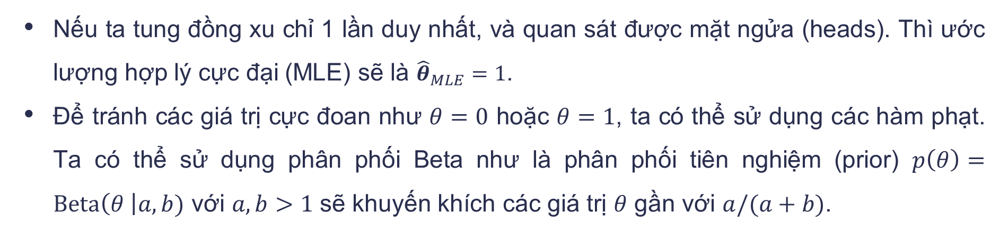 • Nếu ta tung đồng xu chỉ 1 lần duy nhất, và quan sát được mặt ngửa (heads). Thì ước
lượng hợp lý cực đại (MLE) sẽ là θ̂_MLE = 1.
• Để tránh các giá trị cực đoan như θ = 0 hoặc θ = 1, ta có thể sử dụng các hàm phạt.
Ta có thể sử dụng phân phối Beta như là phân phối tiên nghiệm (prior) p(θ) =
Beta(θ |a, b) với a, b > 1 sẽ khuyến khích các giá trị θ gần với a/(a + b).